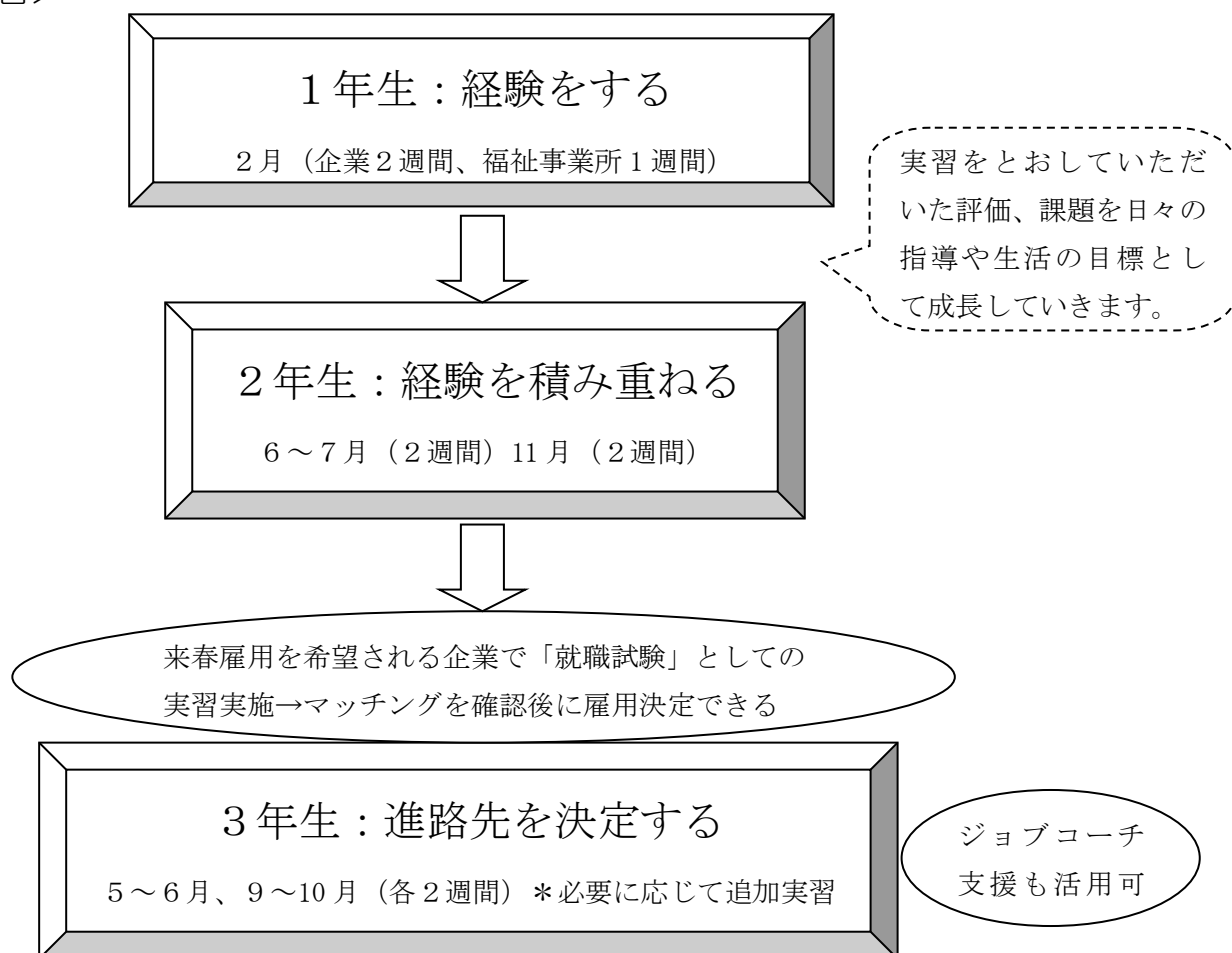 １年生：経験をする
２月（企業２週間、福祉事業所１週間）
実習をとおしていただ
いた評価、課題を日々の
指導や生活の目標とし
て成長していきます。
２年生：経験を積み重ねる
６～７月（２週間）11月（２週間）
来春雇用を希望される企業で「就職試験」としての
実習実施→マッチングを確認後に雇用決定できる
３年生：進路先を決定する
５～６月、９～10月（各２週間）＊必要に応じて追加実習
ジョブコーチ
支援も活用可